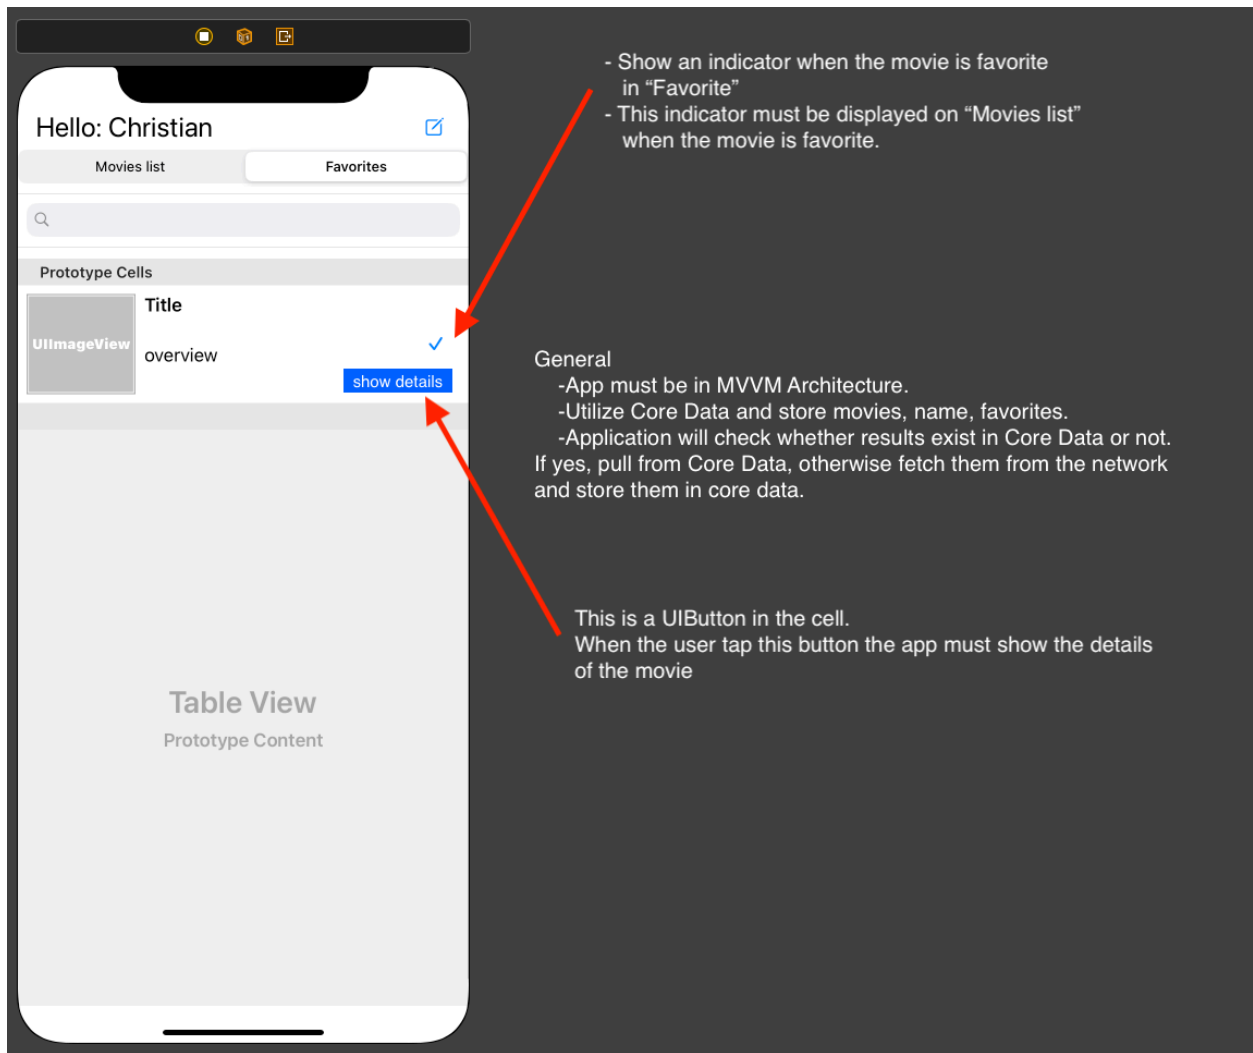 Hello: Christian
Movies list
Favorites
Prototype Cells
UIImageView
Title
overview
show details
Table View
Prototype Content
- Show an indicator when the movie is favorite
in “Favorite”
- This indicator must be displayed on “Movies list”
when the movie is favorite.
General
-App must be in MVVM Architecture.
-Utilize Core Data and store movies, name, favorites.
-Application will check whether results exist in Core Data or not.
If yes, pull from Core Data, otherwise fetch them from the network
and store them in core data.
This is a UIButton in the cell.
When the user tap this button the app must show the details
of the movie